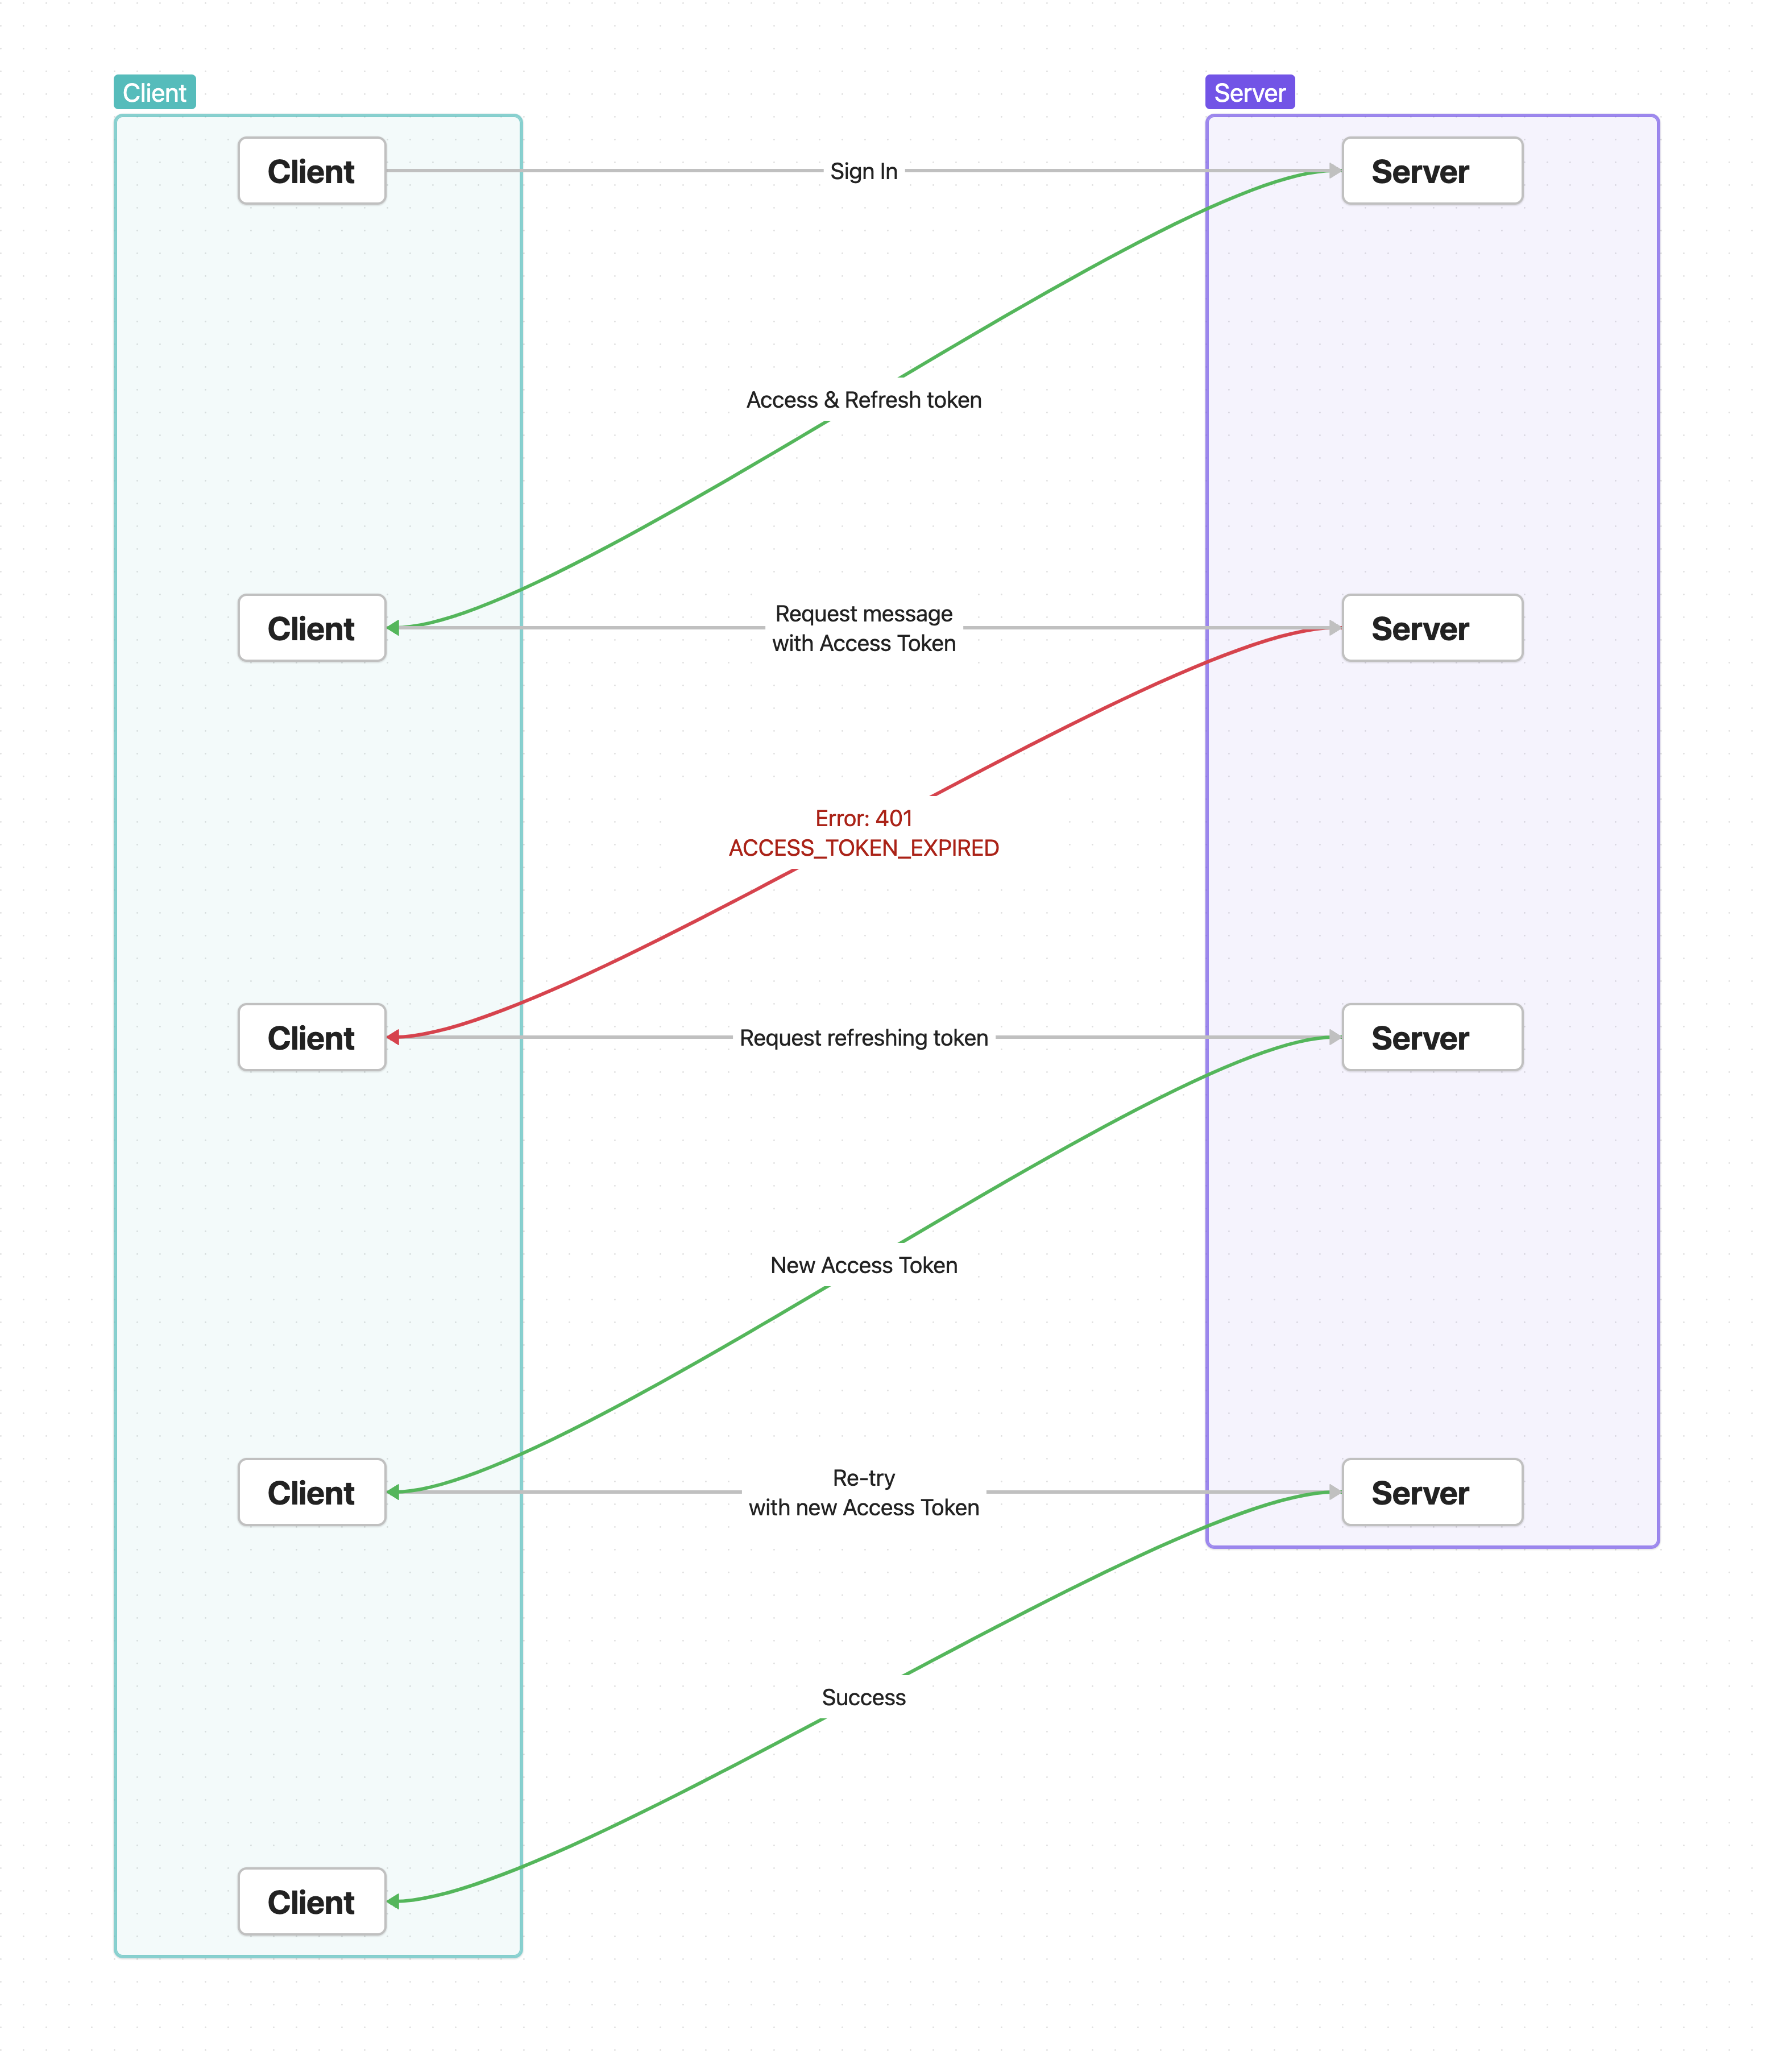 Client
Server
Client
Sign In
Server
Access & Refresh token
Client
Request message
with Access Token
Server
Error: 401
ACCESS_TOKEN_EXPIRED
Client
Request refreshing token
Server
New Access Token
Client
Re-try
with new Access Token
Server
Success
Client